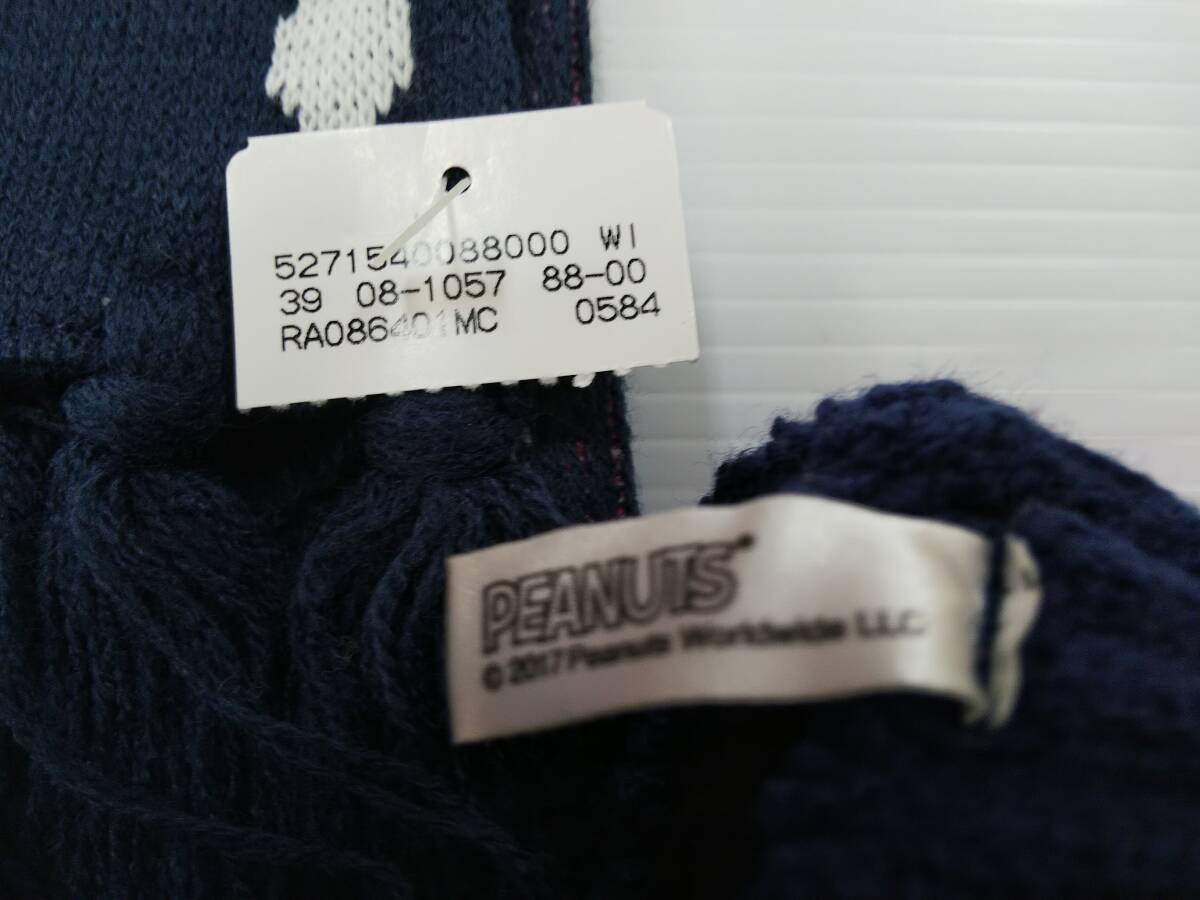 5271540088000 WI
39 08-1057 88-00
RA086401MC 0584
PEANUTS
© 2017 Peanuts Worldwide LLC